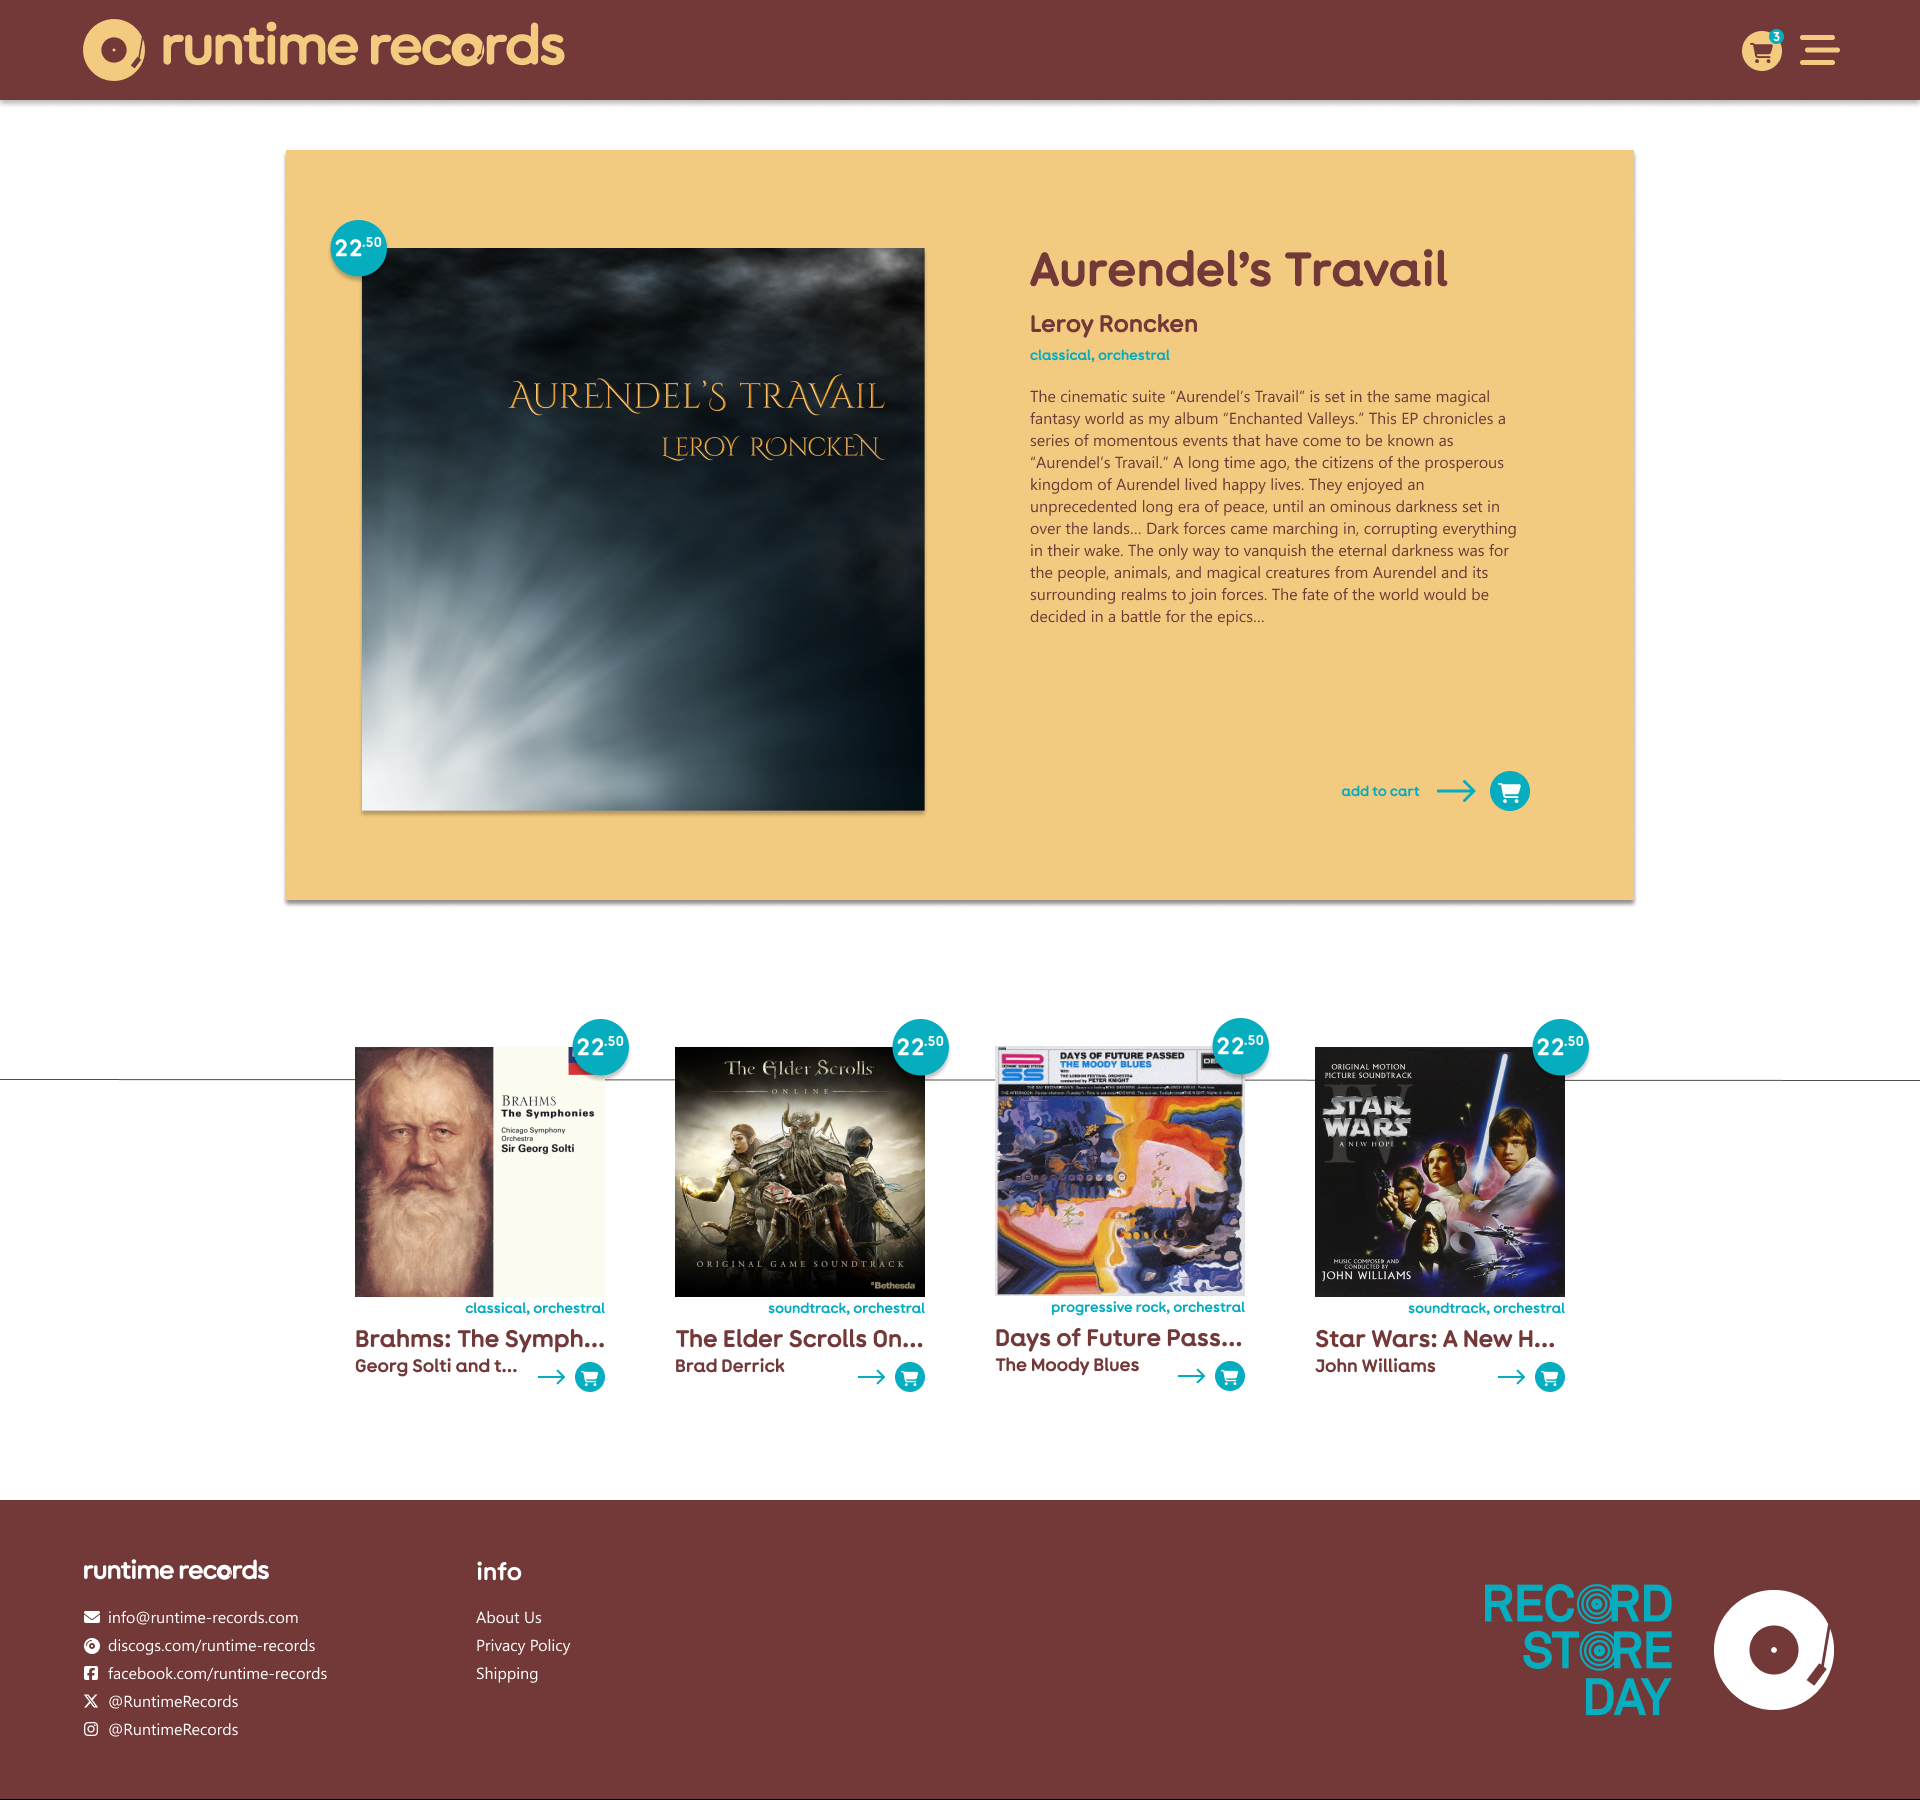 runtime records
3
22.50
AURENDEL'S TRAVAIL
LEROY RONCKEN
Aurendel's Travail
Leroy Roncken
classical, orchestral
The cinematic suite “Aurendel's Travail” is set in the same magical
fantasy world as my album “Enchanted Valleys.” This EP chronicles a
series of momentous events that have come to be known as
“Aurendel's Travail.” A long time ago, the citizens of the prosperous
kingdom of Aurendel lived happy lives. They enjoyed an
unprecedented long era of peace, until an ominous darkness set in
over the lands... Dark forces came marching in, corrupting everything
in their wake. The only way to vanquish the eternal darkness was for
the people, animals, and magical creatures from Aurendel and its
surrounding realms to join forces. The fate of the world would be
decided in a battle for the epics...
add to cart
22.50
BRAHMS
The Symphonies
Chicago Symphony
Orchestra
Sir Georg Solti
classical, orchestral
Brahms: The Symph...
Georg Solti and t...
22.50
The Elder Scrolls
ONLINE
ORIGINAL GAME SOUNDTRACK
Bethesda
soundtrack, orchestral
The Elder Scrolls On...
Brad Derrick
22.50
DAYS OF FUTURE PASSED
THE MOODY BLUES
THE LONDON FESTIVAL ORCHESTRA
conducted by PETER KNIGHT
progressive rock, orchestral
Days of Future Pass...
The Moody Blues
22.50
ORIGINAL MOTION
PICTURE SOUNDTRACK
IV
STAR
WARS
A NEW HOPE
MUSIC COMPOSED AND
CONDUCTED BY
JOHN WILLIAMS
soundtrack, orchestral
Star Wars: A New H...
John Williams
runtime records
info@runtime-records.com
discogs.com/runtime-records
facebook.com/runtime-records
@RuntimeRecords
@RuntimeRecords
info
About Us
Privacy Policy
Shipping
RECORD
STORE
DAY